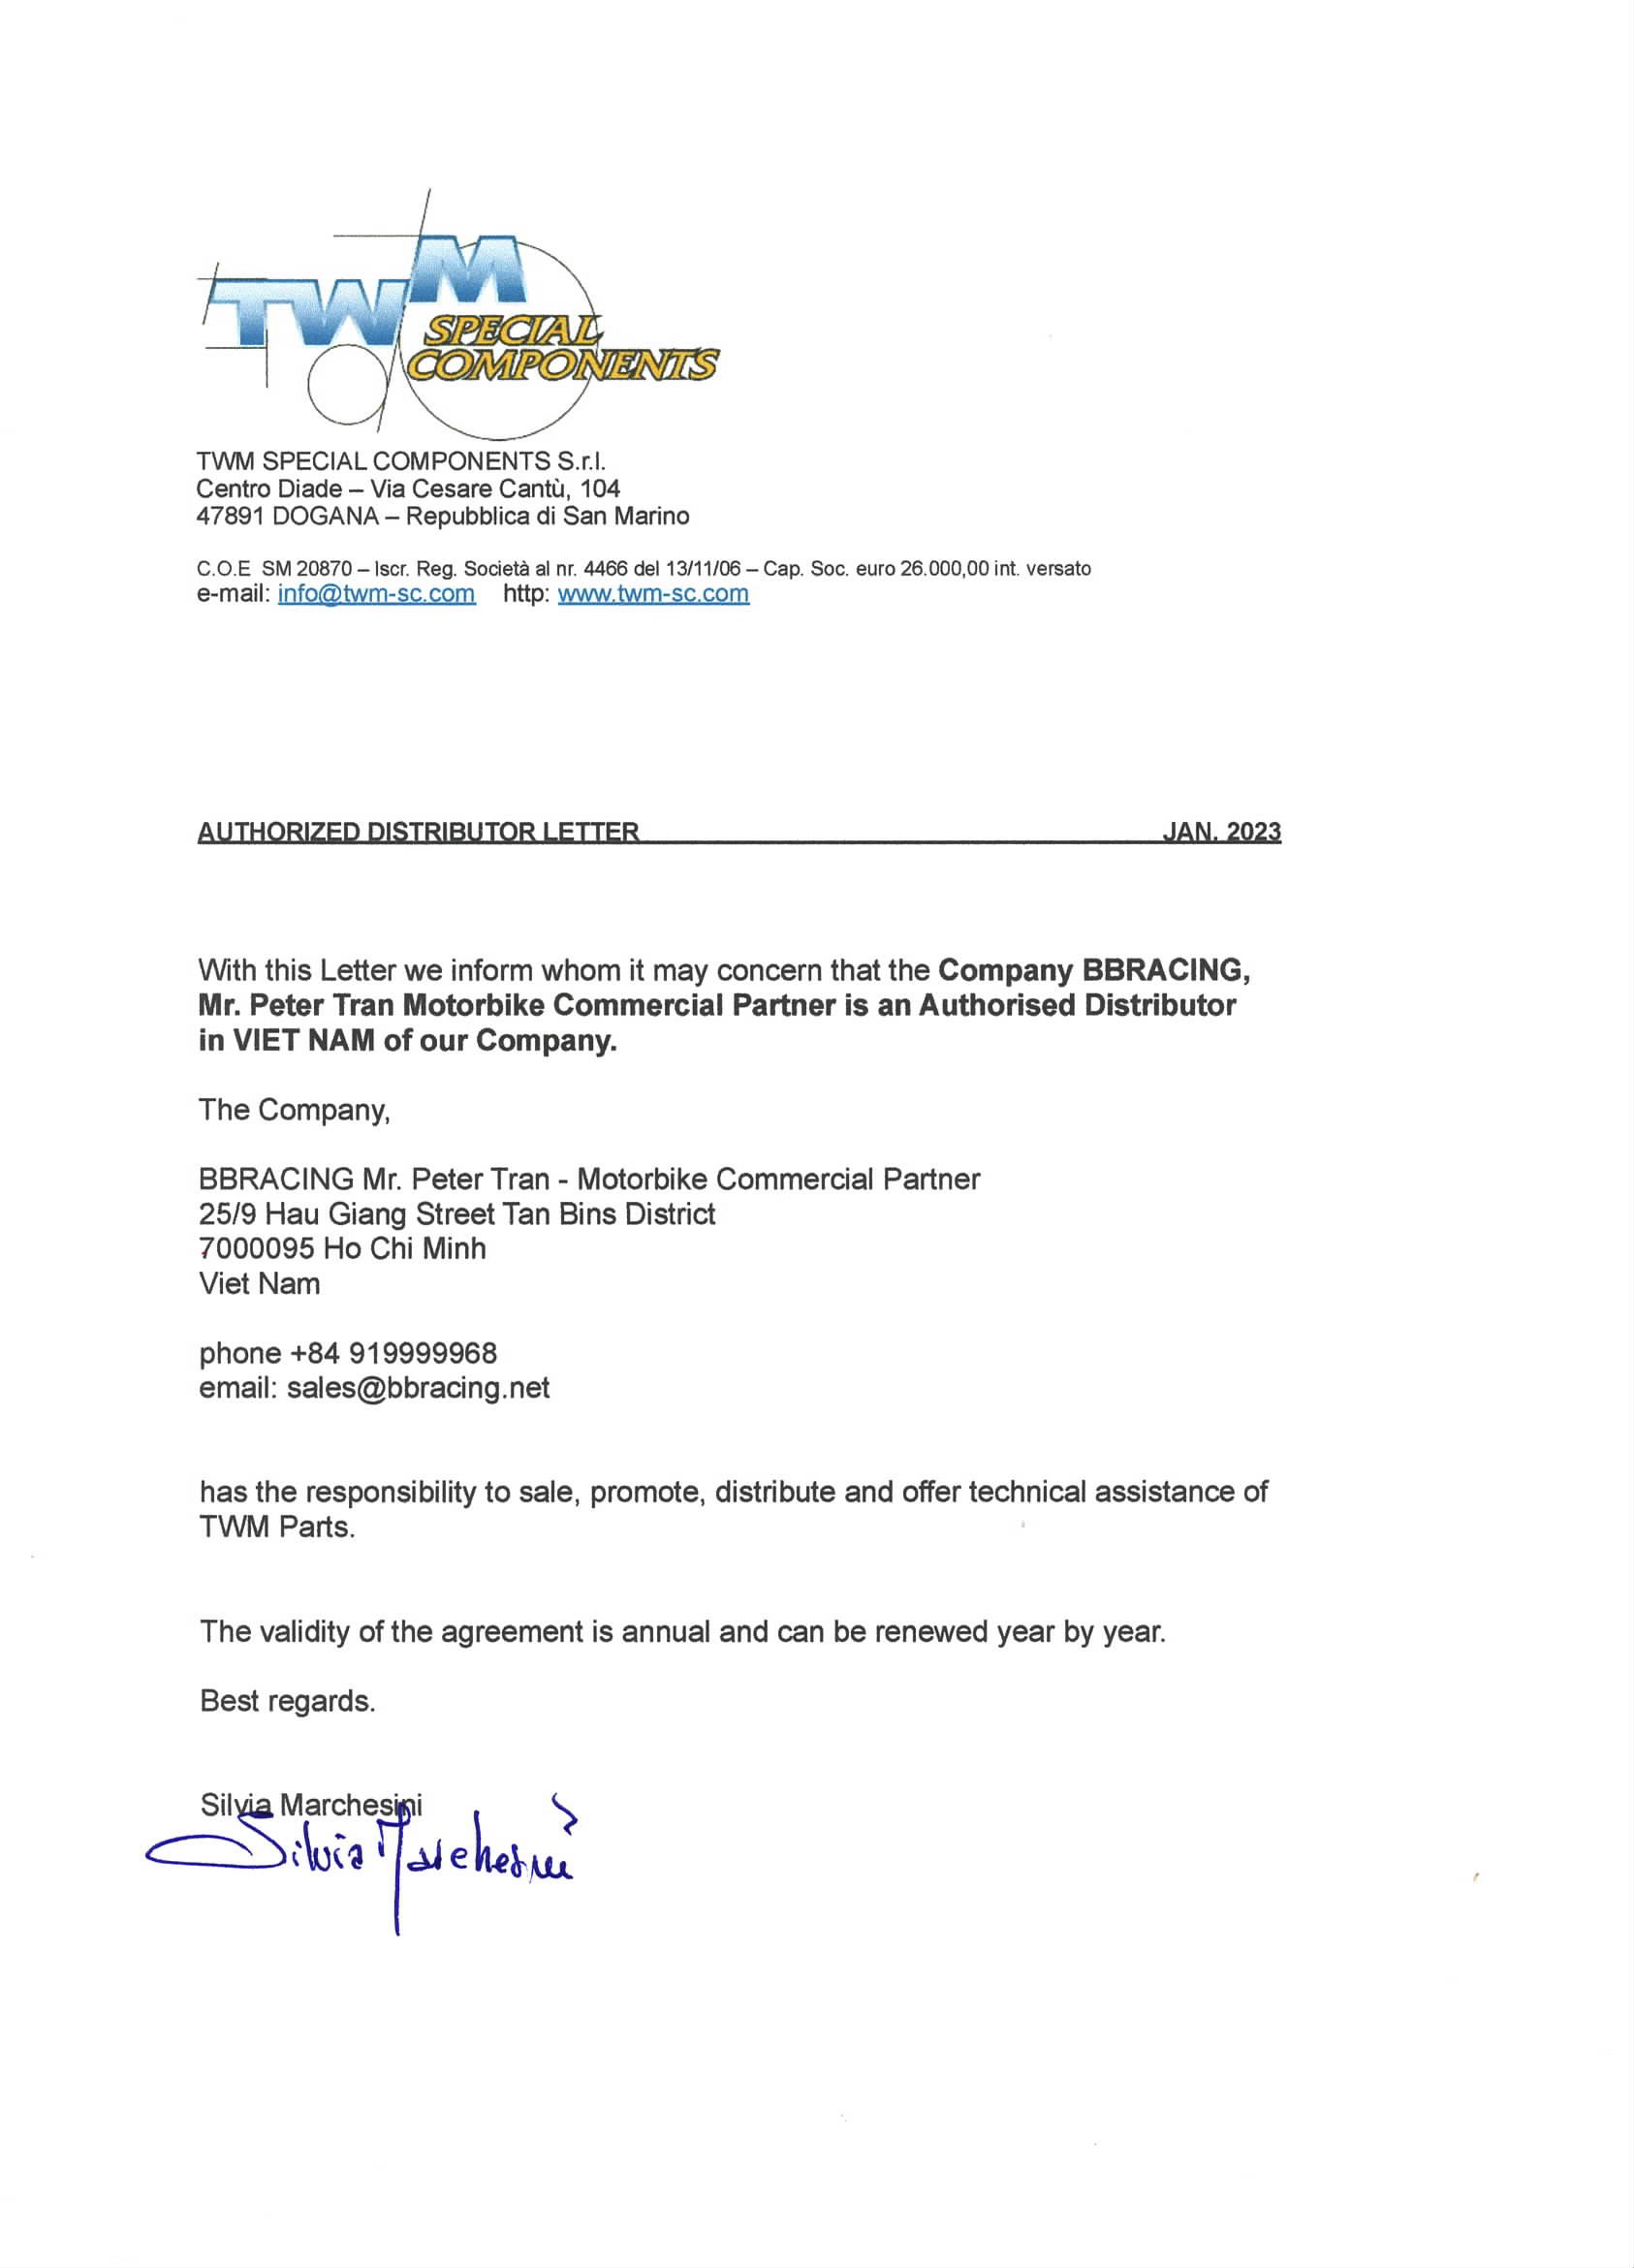 TWM
SPECIAL
COMPONENTS
TWM SPECIAL COMPONENTS S.r.l.
Centro Diade – Via Cesare Cantù, 104
47891 DOGANA – Repubblica di San Marino
C.O.E  SM 20870 – Iscr. Reg. Società al nr. 4466 del 13/11/06 – Cap. Soc. euro 26.000,00 int. versato
e-mail: info@twm-sc.com    http: www.twm-sc.com
AUTHORIZED DISTRIBUTOR LETTER JAN. 2023
With this Letter we inform whom it may concern that the Company BBRACING,
Mr. Peter Tran Motorbike Commercial Partner is an Authorised Distributor
in VIET NAM of our Company.
The Company,
BBRACING Mr. Peter Tran - Motorbike Commercial Partner
25/9 Hau Giang Street Tan Bins District
7000095 Ho Chi Minh
Viet Nam
phone +84 919999968
email: sales@bbracing.net
has the responsibility to sale, promote, distribute and offer technical assistance of
TWM Parts.
The validity of the agreement is annual and can be renewed year by year.
Best regards.
Silvia Marchesini
Silvia Marchesini